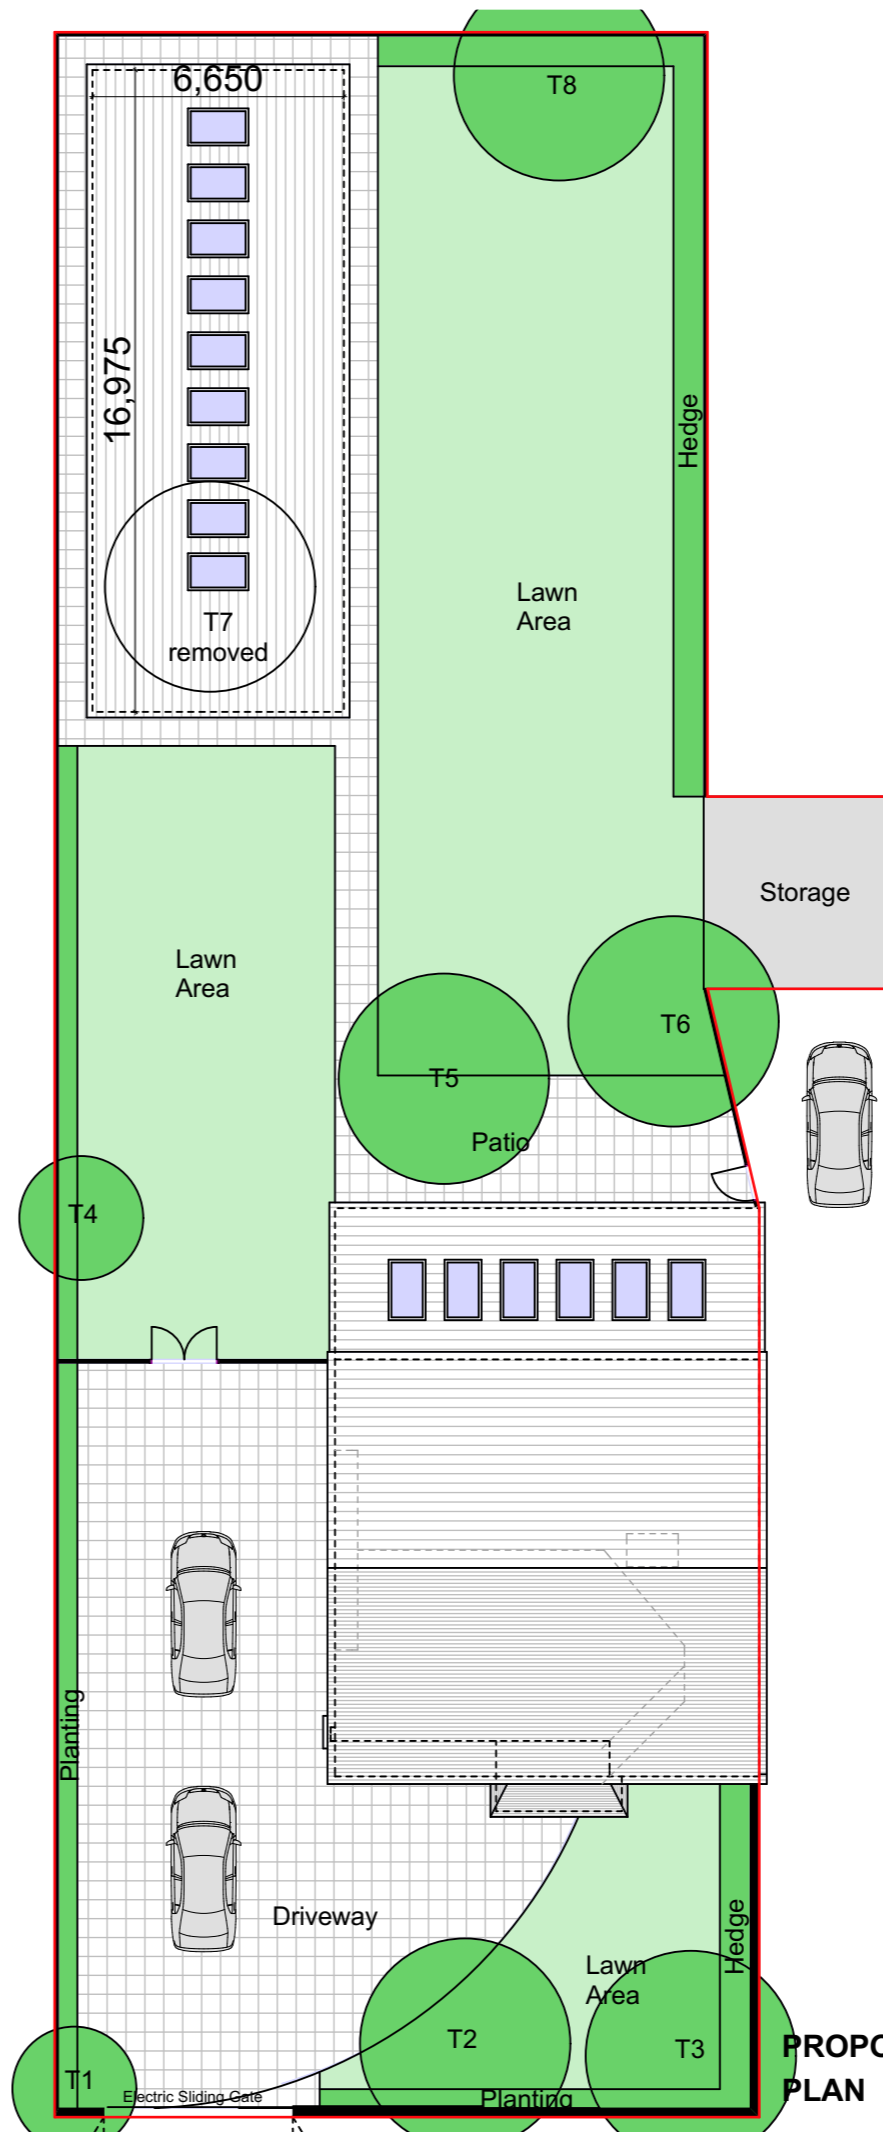 6,650
T8
16,975
Hedge
T7
removed
Lawn
Area
Storage
Lawn
Area
T6
T5
Patio
T4
Planting
Driveway
Hedge
Lawn
Area
T2
T3
T1
Electric Sliding Gate
Planting
PROPO
PLAN